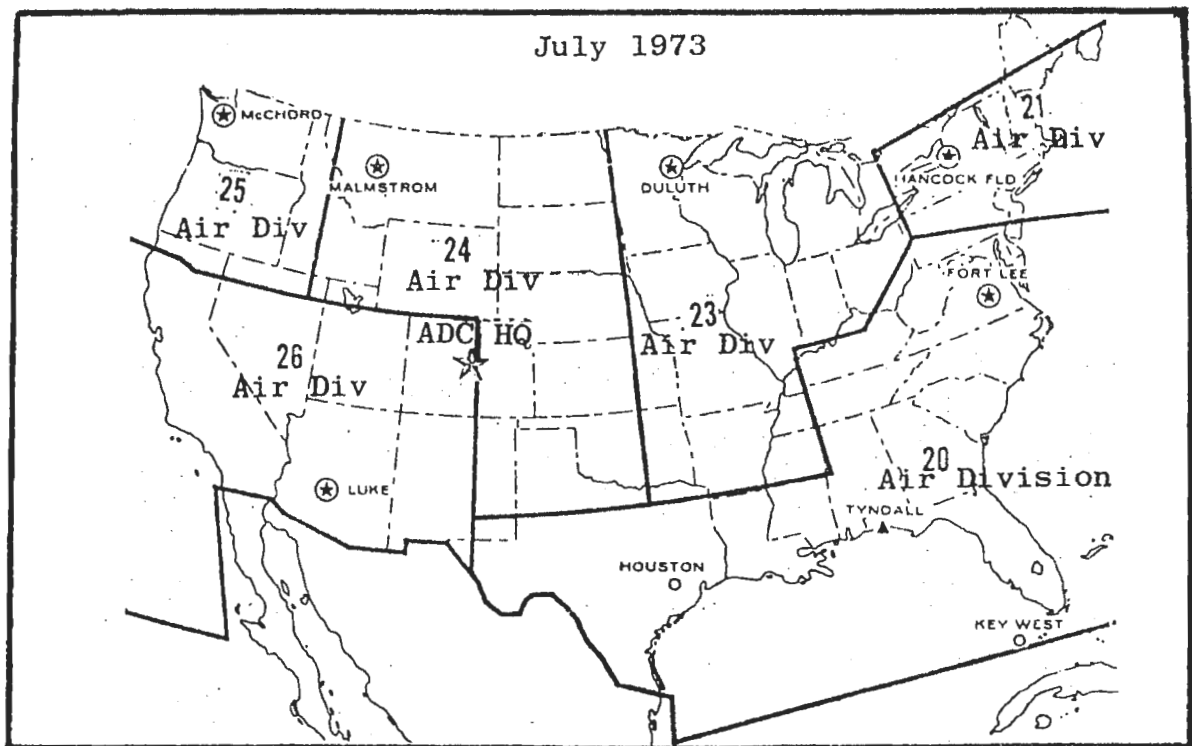 July 1973
McCHORD
MALMSTROM
DULUTH
21
Air Div
HANCOCK FLD
25
Air Div
24
Air Div
FORT LEE
23
Air Div
ADC HQ
26
Air Div
LUKE
20
Air Division
TYNDALL
HOUSTON
KEY WEST